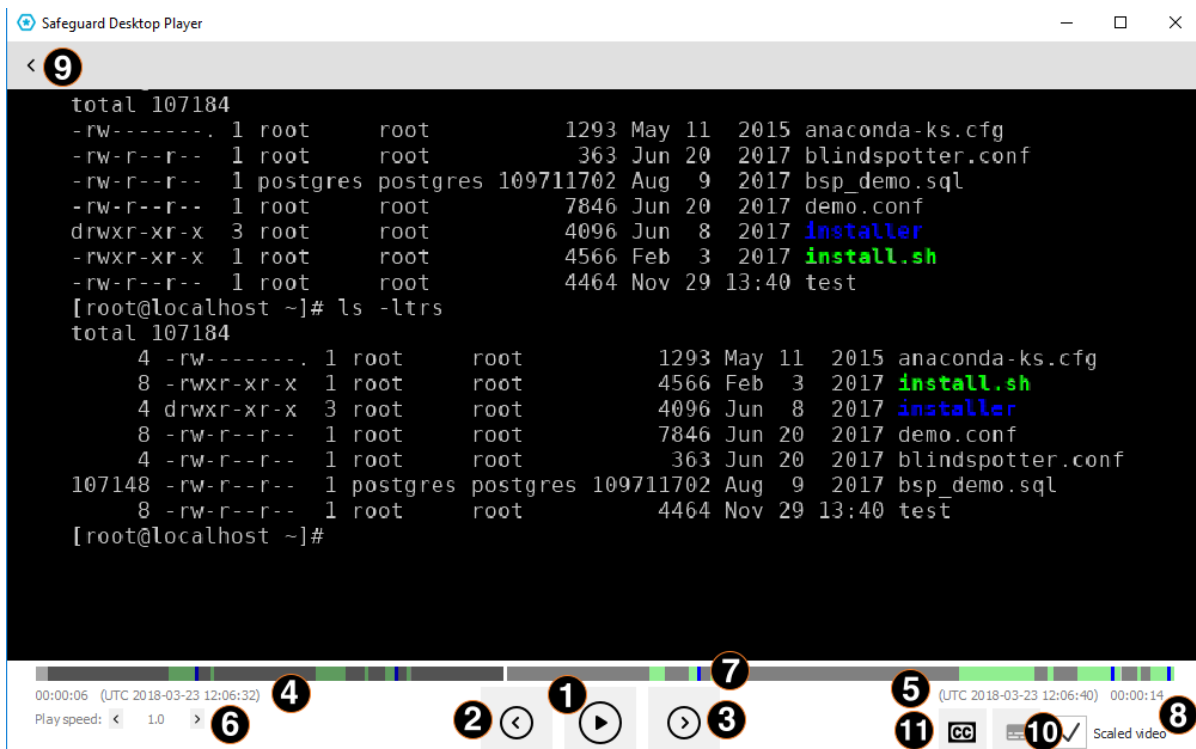 Safeguard Desktop Player
9
total 107184
-rw-------. 1 root     root          1293 May 11  2015 anaconda-ks.cfg
-rw-r--r--  1 root     root           363 Jun 20  2017 blindspotter.conf
-rw-r--r--  1 postgres postgres 109711702 Aug  9  2017 bsp_demo.sql
-rw-r--r--  1 root     root          7846 Jun 20  2017 demo.conf
drwxr-xr-x  3 root     root          4096 Jun  8  2017 installer
-rwxr-xr-x  1 root     root          4566 Feb  3  2017 install.sh
-rw-r--r--  1 root     root          4464 Nov 29 13:40 test
[root@localhost ~]# ls -ltrs
total 107184
     4 -rw-------. 1 root     root          1293 May 11  2015 anaconda-ks.cfg
     8 -rwxr-xr-x  1 root     root          4566 Feb  3  2017 install.sh
     4 drwxr-xr-x  3 root     root          4096 Jun  8  2017 installer
     8 -rw-r--r--  1 root     root          7846 Jun 20  2017 demo.conf
     4 -rw-r--r--  1 root     root           363 Jun 20  2017 blindspotter.conf
107148 -rw-r--r--  1 postgres postgres 109711702 Aug  9  2017 bsp_demo.sql
     8 -rw-r--r--  1 root     root          4464 Nov 29 13:40 test
[root@localhost ~]#
7
00:00:06 (UTC 2018-03-23 12:06:32) 4 1 5 (UTC 2018-03-23 12:06:40) 00:00:14
Play speed: < 1.0 > 6 2 3 11 CC 10 Scaled video 8